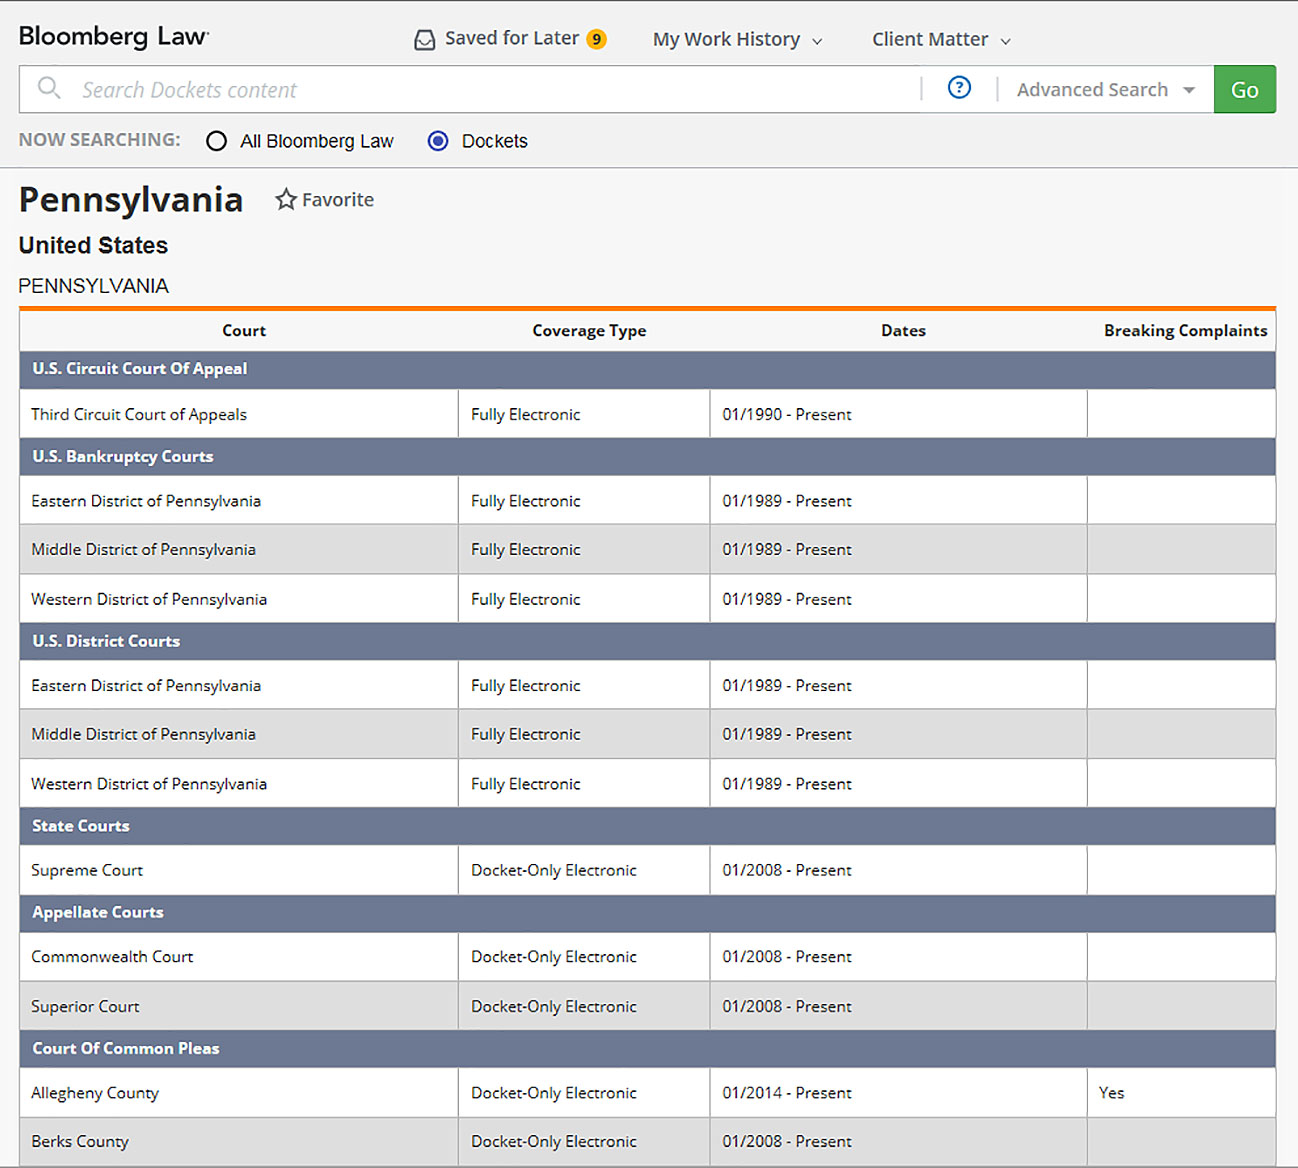 Bloomberg Law
Saved for Later 9 My Work History Client Matter
Search Dockets content ? Advanced Search Go
NOW SEARCHING: All Bloomberg Law Dockets
Pennsylvania Favorite
United States
PENNSYLVANIA
Court Coverage Type Dates Breaking Complaints
U.S. Circuit Court Of Appeal
Third Circuit Court of Appeals Fully Electronic 01/1990 - Present
U.S. Bankruptcy Courts
Eastern District of Pennsylvania Fully Electronic 01/1989 - Present
Middle District of Pennsylvania Fully Electronic 01/1989 - Present
Western District of Pennsylvania Fully Electronic 01/1989 - Present
U.S. District Courts
Eastern District of Pennsylvania Fully Electronic 01/1989 - Present
Middle District of Pennsylvania Fully Electronic 01/1989 - Present
Western District of Pennsylvania Fully Electronic 01/1989 - Present
State Courts
Supreme Court Docket-Only Electronic 01/2008 - Present
Appellate Courts
Commonwealth Court Docket-Only Electronic 01/2008 - Present
Superior Court Docket-Only Electronic 01/2008 - Present
Court Of Common Pleas
Allegheny County Docket-Only Electronic 01/2014 - Present Yes
Berks County Docket-Only Electronic 01/2008 - Present